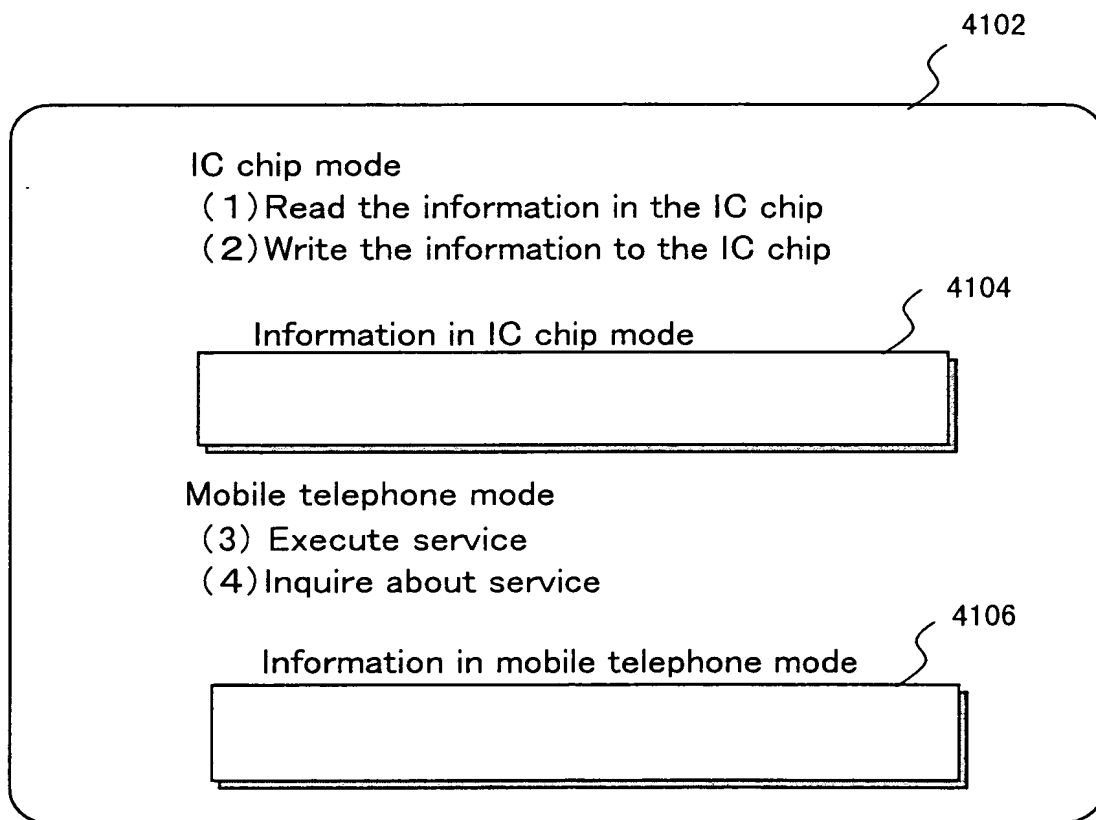 4102
IC chip mode
(1)Read the information in the IC chip
(2)Write the information to the IC chip
4104
Information in IC chip mode
Mobile telephone mode
(3) Execute service
(4)Inquire about service
4106
Information in mobile telephone mode